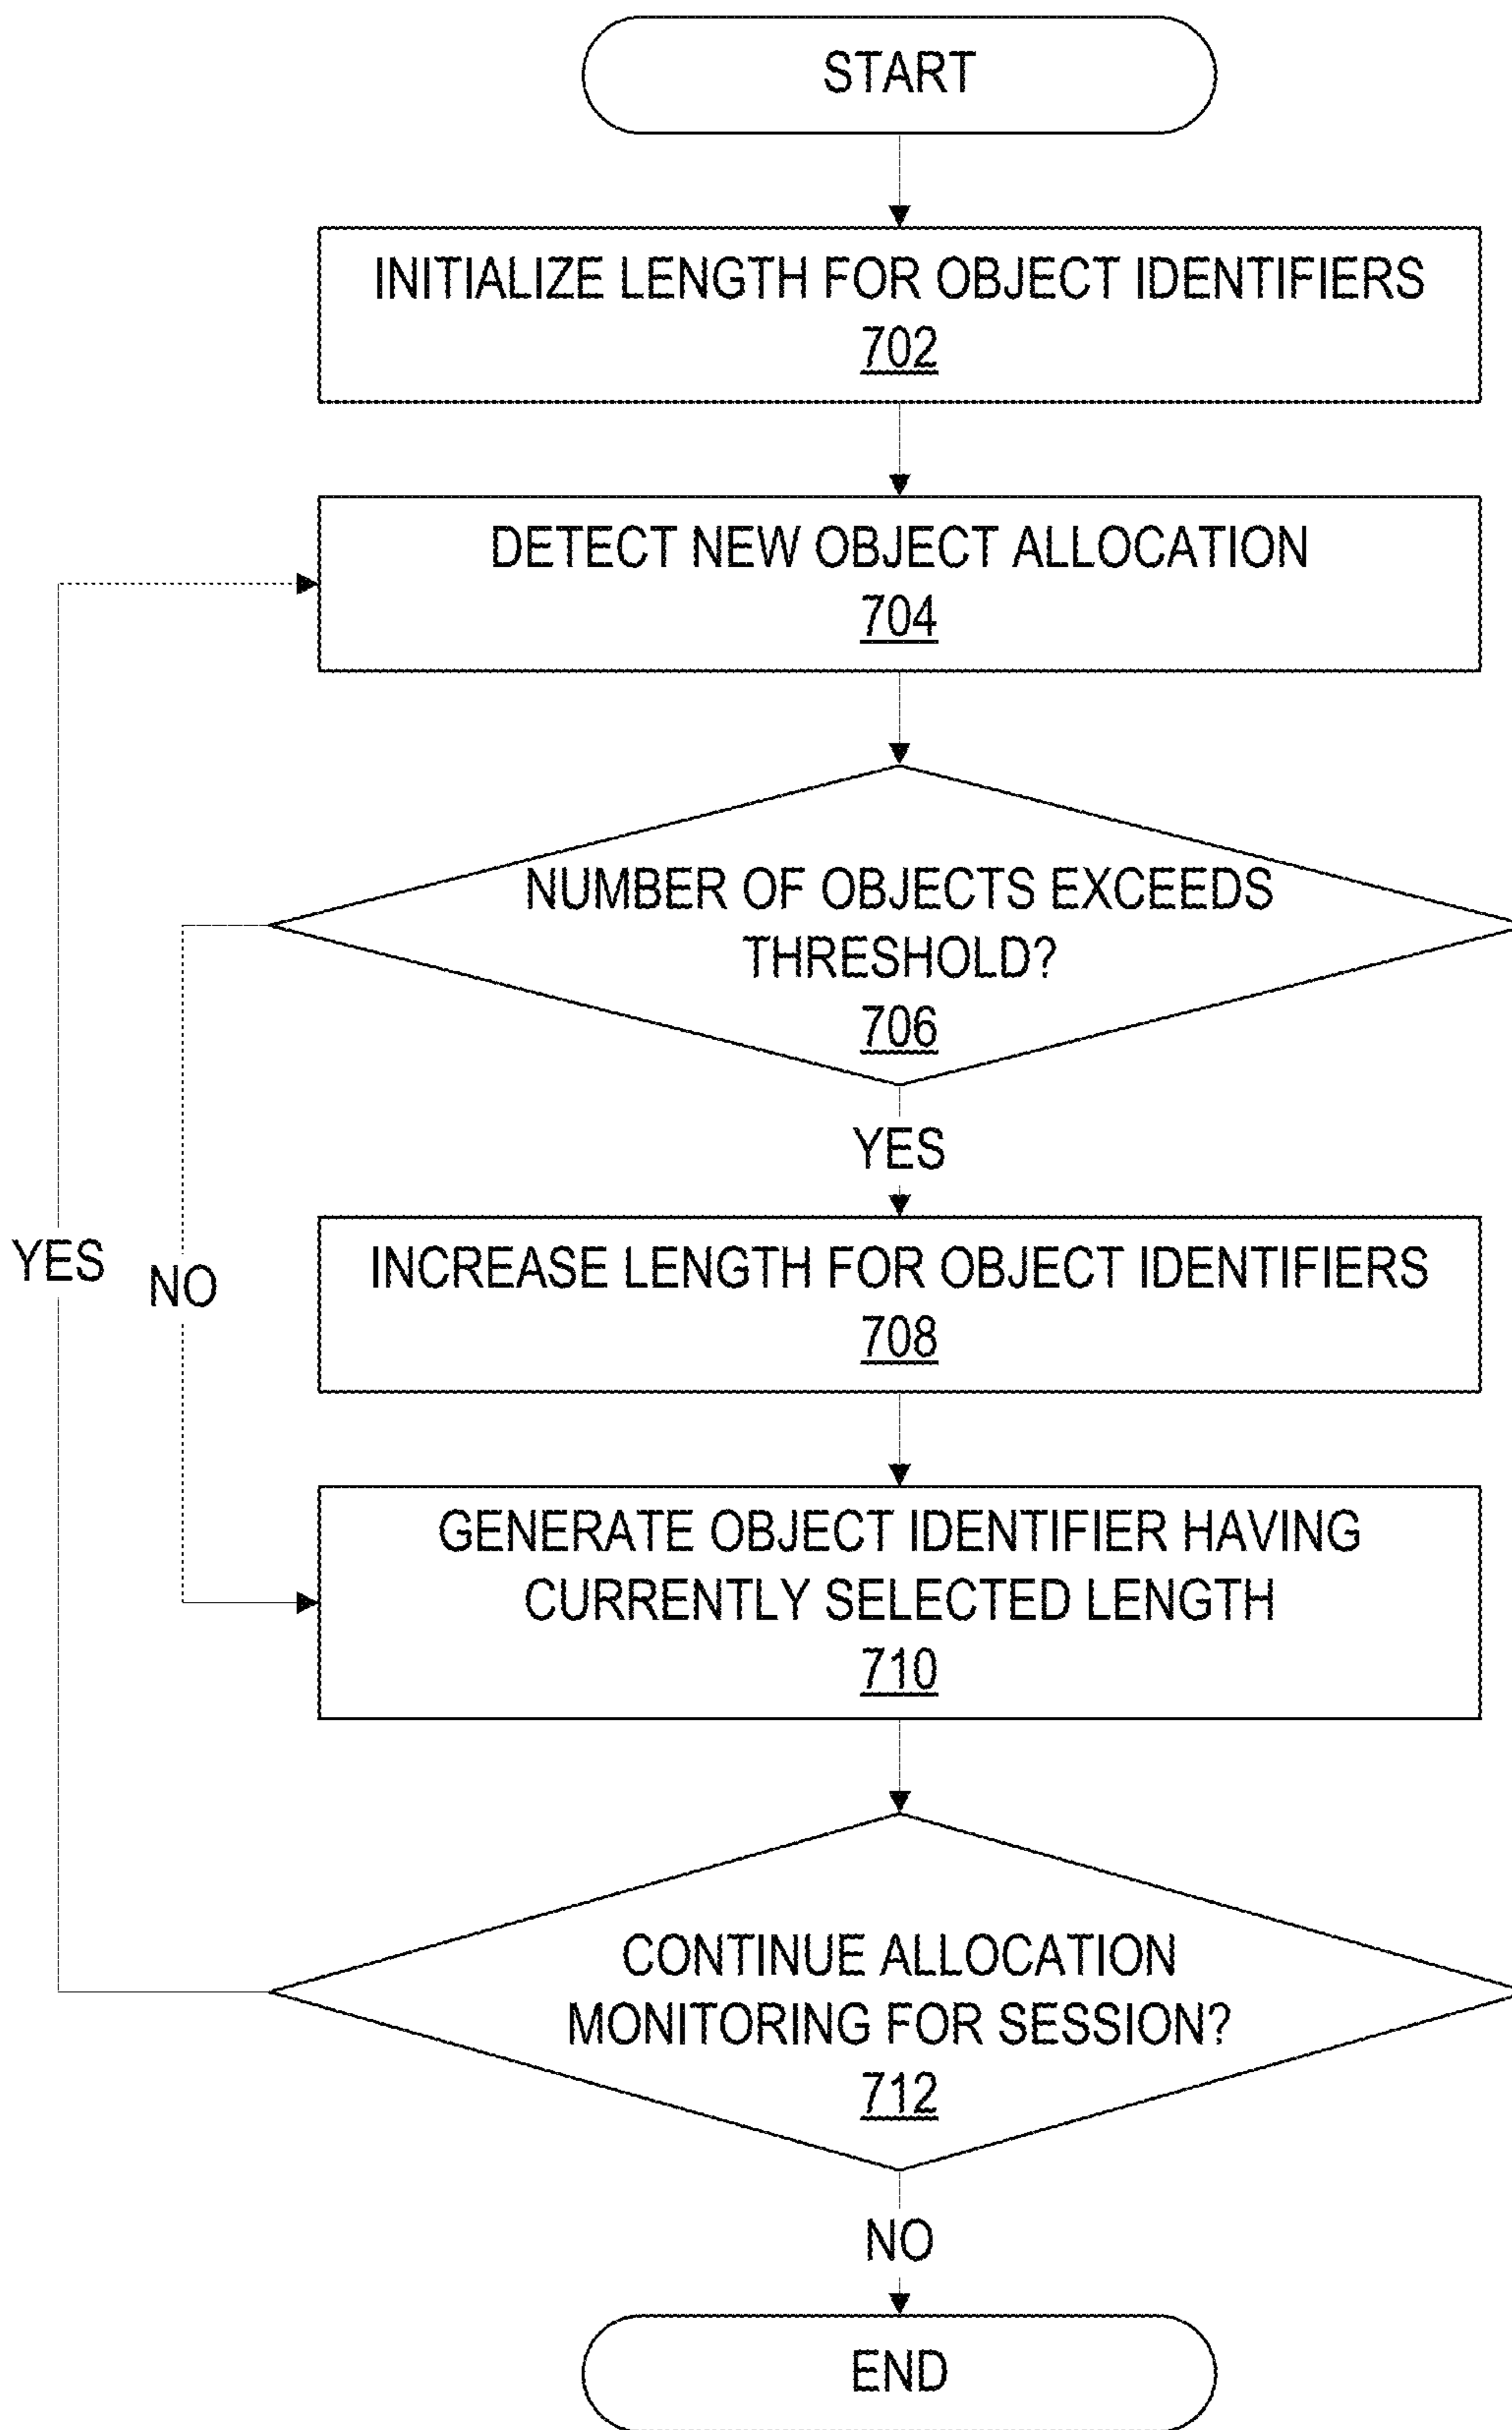 START
INITIALIZE LENGTH FOR OBJECT IDENTIFIERS
702
DETECT NEW OBJECT ALLOCATION
704
NUMBER OF OBJECTS EXCEEDS
THRESHOLD?
706
YES
YES
NO
INCREASE LENGTH FOR OBJECT IDENTIFIERS
708
GENERATE OBJECT IDENTIFIER HAVING
CURRENTLY SELECTED LENGTH
710
CONTINUE ALLOCATION
MONITORING FOR SESSION?
712
NO
END